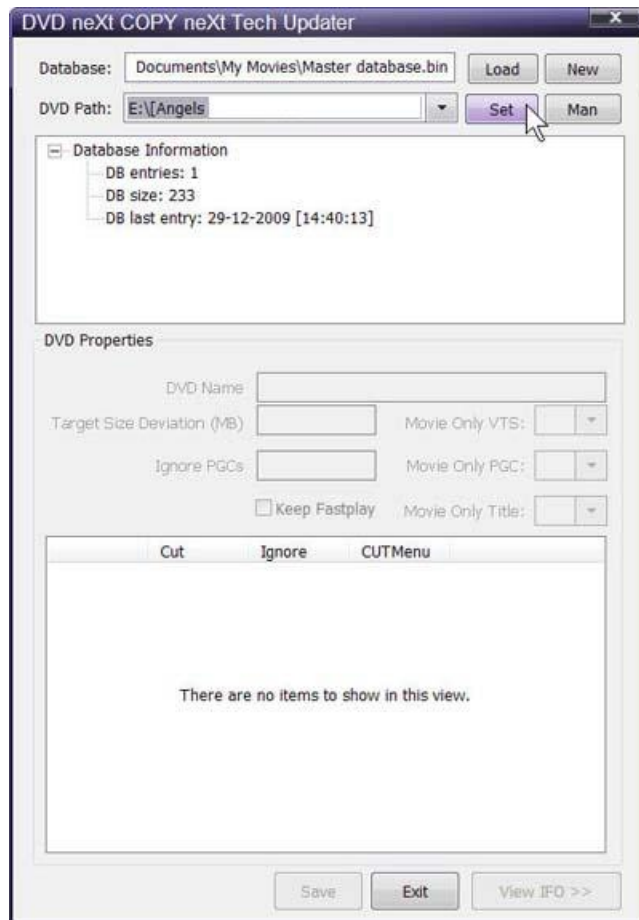 DVD neXt COPY neXt Tech Updater
Database: Documents\My Movies\Master database.bin Load New
DVD Path: E:\[Angels Set Man
Database Information
DB entries: 1
DB size: 233
DB last entry: 29-12-2009 [14:40:13]
DVD Properties
DVD Name
Target Size Deviation (MB) Movie Only VTS:
Ignore PGCs Movie Only PGC:
Keep Fastplay Movie Only Title:
Cut Ignore CUTMenu
There are no items to show in this view.
Save Exit View IFO >>